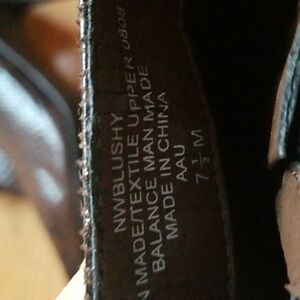 NWBLUSHY
N MADE/TEXTILE UPPER 0808
BALANCE MAN MADE
MADE IN CHINA
AAU
7 1/2 M